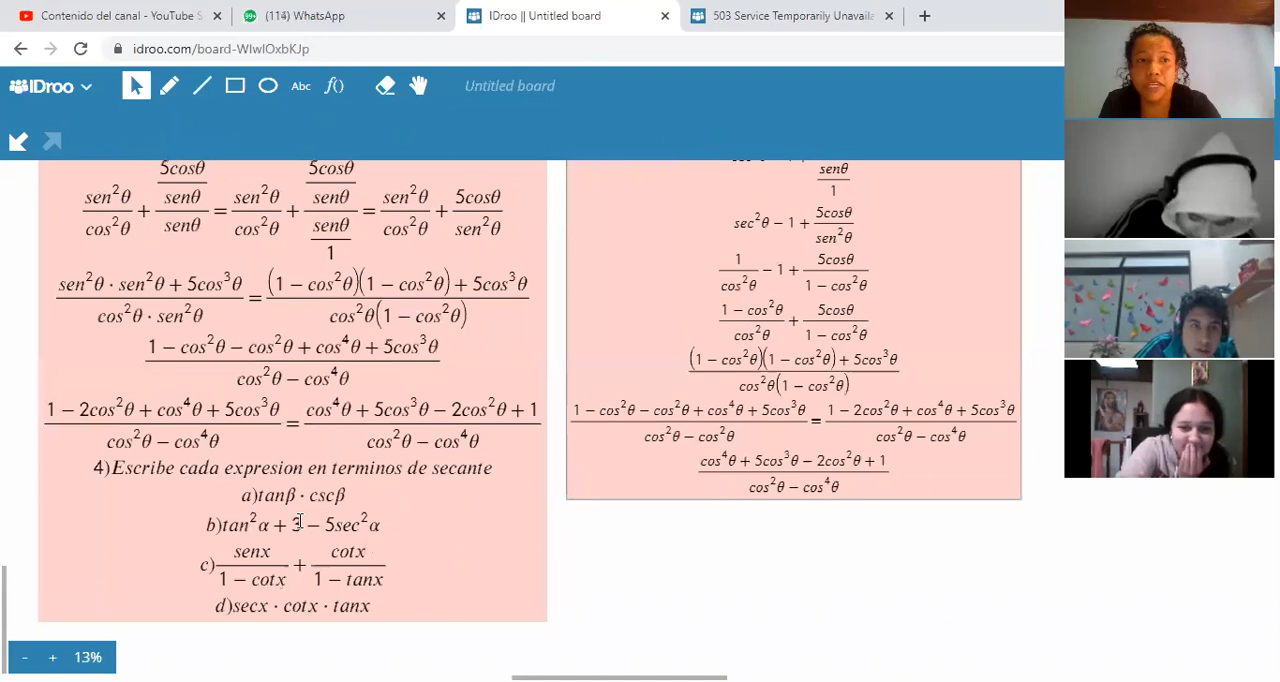 Contenido del canal - YouTube S
(114) WhatsApp
IDroo || Untitled board
503 Service Temporarily Unavaila
idroo.com/board-WIwIOxbKJp
IDroo
Abc
f()
Untitled board
sen²θ/cos²θ + (5cosθ/senθ)/senθ = sen²θ/cos²θ + (5cosθ/senθ)/(senθ/1) = sen²θ/cos²θ + 5cosθ/sen²θ
(sen²θ · sen²θ + 5cos³θ)/(cos²θ · sen²θ) = ((1 − cos²θ)(1 − cos²θ) + 5cos³θ)/(cos²θ(1 − cos²θ))
(1 − cos²θ − cos²θ + cos⁴θ + 5cos³θ)/(cos²θ − cos⁴θ)
(1 − 2cos²θ + cos⁴θ + 5cos³θ)/(cos²θ − cos⁴θ) = (cos⁴θ + 5cos³θ − 2cos²θ + 1)/(cos²θ − cos⁴θ)
4)Escribe cada expresion en terminos de secante
a)tanβ · cscβ
b)tan²α + 3 − 5sec²α
c)senx/(1 − cotx) + cotx/(1 − tanx)
d)secx · cotx · tanx
senθ/1
sec²θ − 1 + 5cosθ/sen²θ
1/cos²θ − 1 + 5cosθ/(1 − cos²θ)
(1 − cos²θ)/cos²θ + 5cosθ/(1 − cos²θ)
((1 − cos²θ)(1 − cos²θ) + 5cos³θ)/(cos²θ(1 − cos²θ))
(1 − cos²θ − cos²θ + cos⁴θ + 5cos³θ)/(cos²θ − cos²θ) = (1 − 2cos²θ + cos⁴θ + 5cos³θ)/(cos²θ − cos⁴θ)
(cos⁴θ + 5cos³θ − 2cos²θ + 1)/(cos²θ − cos⁴θ)
- + 13%